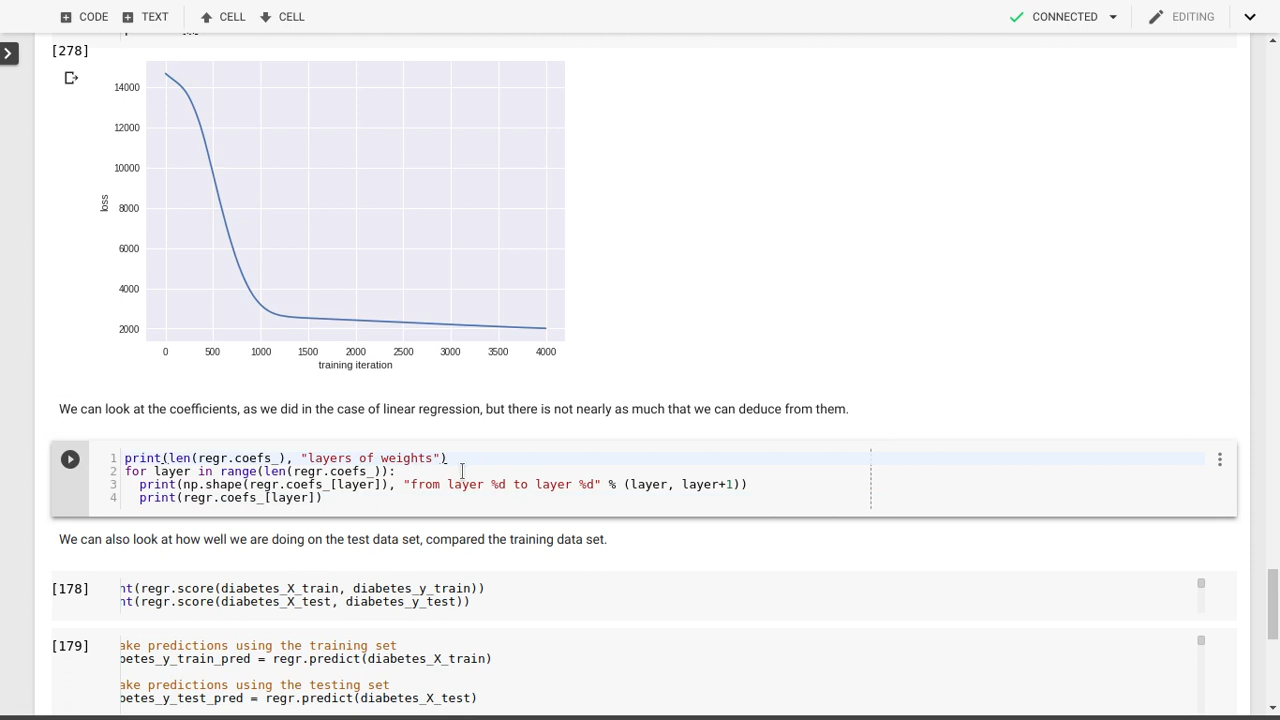 CODE TEXT CELL CELL CONNECTED EDITING
[278]
14000
12000
10000
8000
6000
4000
2000
loss
0 500 1000 1500 2000 2500 3000 3500 4000
training iteration
We can look at the coefficients, as we did in the case of linear regression, but there is not nearly as much that we can deduce from them.
1 print(len(regr.coefs_), "layers of weights")
2 for layer in range(len(regr.coefs_)):
3 print(np.shape(regr.coefs_[layer]), "from layer %d to layer %d" % (layer, layer+1))
4 print(regr.coefs_[layer])
We can also look at how well we are doing on the test data set, compared the training data set.
[178] nt(regr.score(diabetes_X_train, diabetes_y_train))
nt(regr.score(diabetes_X_test, diabetes_y_test))
[179] ake predictions using the training set
betes_y_train_pred = regr.predict(diabetes_X_train)
ake predictions using the testing set
betes_y_test_pred = regr.predict(diabetes_X_test)